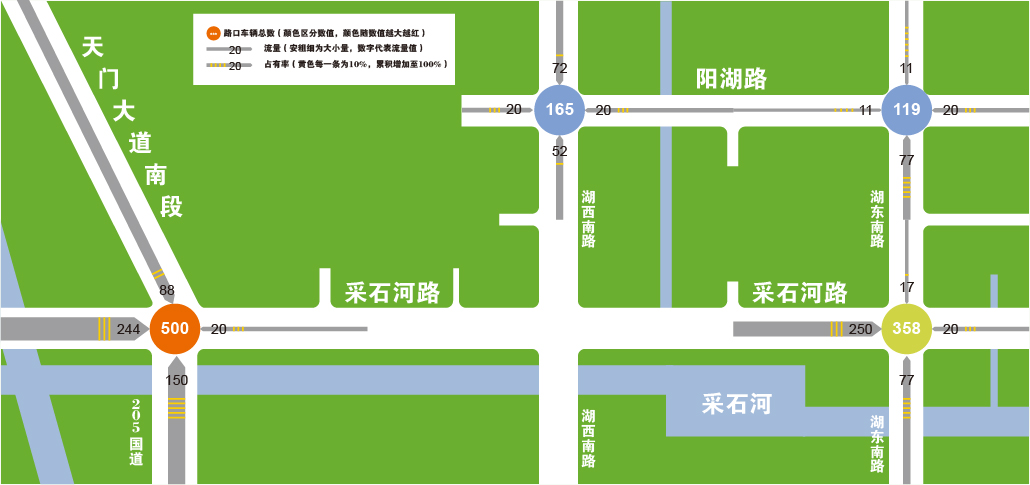 路口车辆总数（颜色区分数值，颜色随数值越大越红）
20
流量（安粗细为大小量，数字代表流量值）
20
占有率（黄色每一条为10%，累积增加至100%）
天门大道南段
阳湖路
72
11
20
165
20
11
119
20
52
77
湖西南路
湖东南路
88
采石河路
采石河路
17
244
500
20
250
358
20
150
77
205国道
采石河
湖西南路
湖东南路